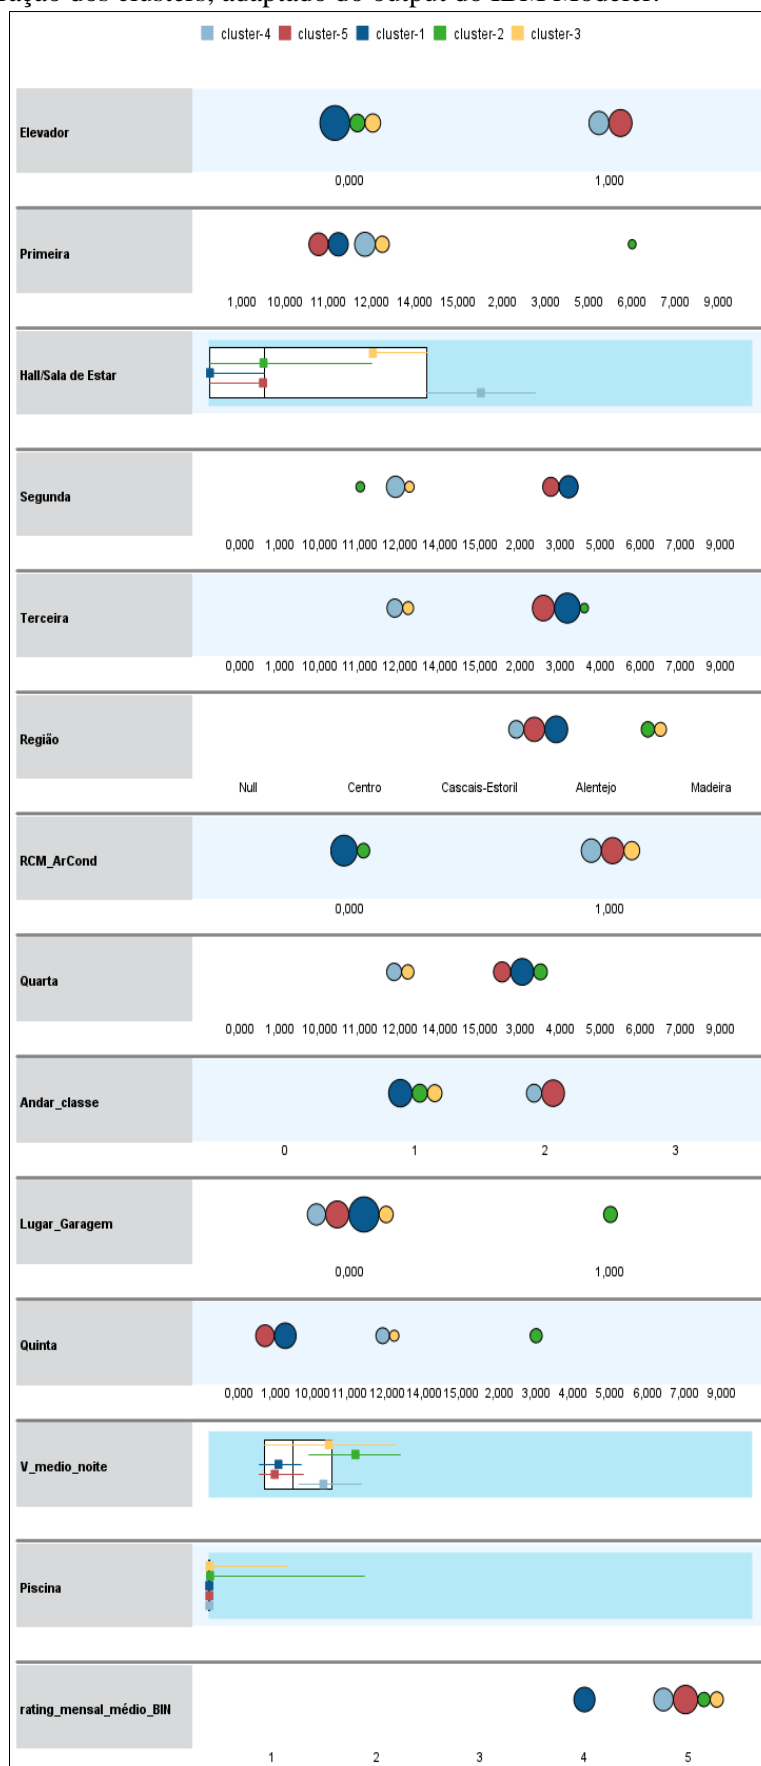 ração dos clusters, adaptado do output do IBM Modeler.
cluster-4 cluster-5 cluster-1 cluster-2 cluster-3
Elevador
0,000 1,000
Primeira
1,000 10,000 11,000 12,000 14,000 15,000 2,000 3,000 5,000 6,000 7,000 9,000
Hall/Sala de Estar
Segunda
0,000 1,000 10,000 11,000 12,000 14,000 15,000 2,000 3,000 5,000 6,000 7,000 9,000
Terceira
0,000 1,000 10,000 11,000 12,000 14,000 15,000 2,000 3,000 4,000 6,000 7,000 9,000
Região
Null Centro Cascais-Estoril Alentejo Madeira
RCM_ArCond
0,000 1,000
Quarta
0,000 1,000 10,000 11,000 12,000 14,000 15,000 3,000 4,000 5,000 6,000 7,000 9,000
Andar_classe
0 1 2 3
Lugar_Garagem
0,000 1,000
Quinta
0,000 1,000 10,000 11,000 12,000 14,000 15,000 2,000 3,000 4,000 5,000 6,000 7,000 9,000
V_medio_noite
Piscina
rating_mensal_médio_BIN
1 2 3 4 5